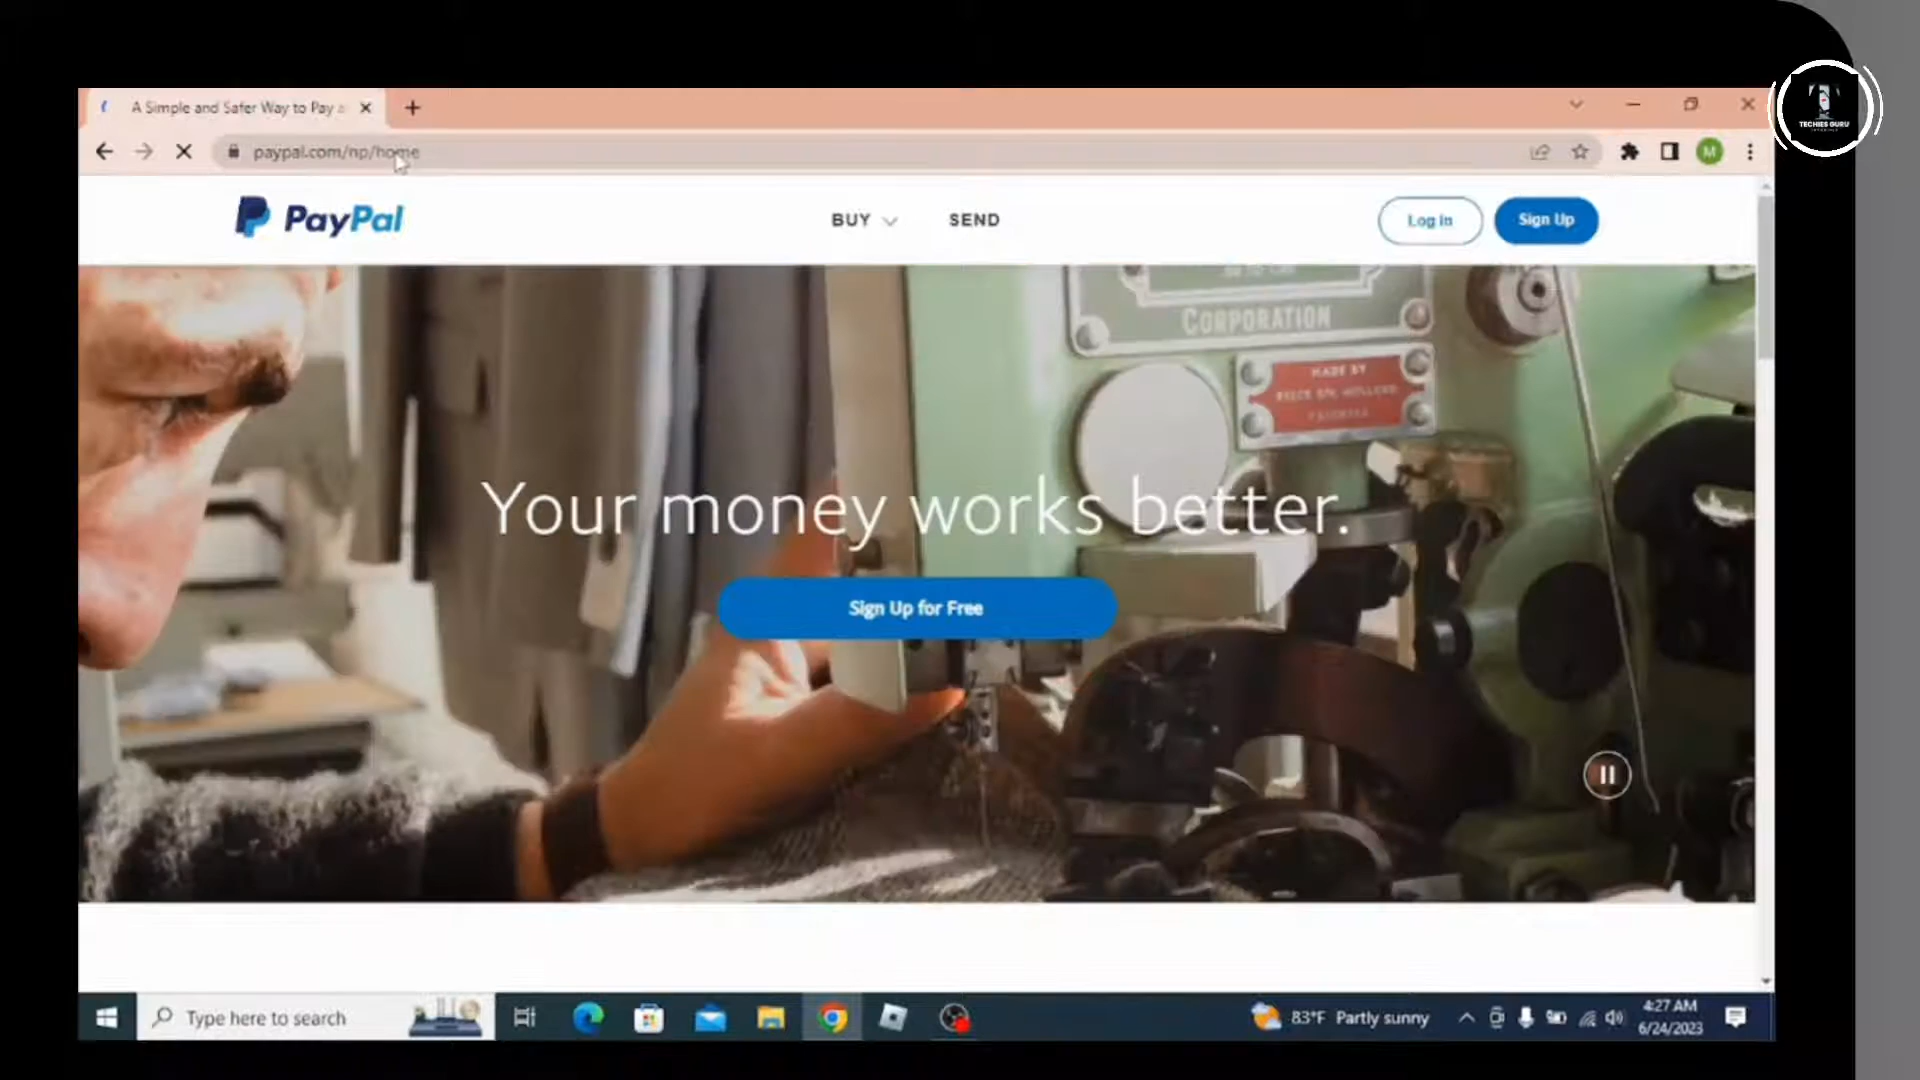 A Simple and Safer Way to Pay a
TECHIES GURU
paypal.com/np/home
M
PayPal
BUY
SEND
Log In
Sign Up
CORPORATION
MADE BY
Your money works better.
Sign Up for Free
Type here to search
83°F Partly sunny
4:27 AM
6/24/2023